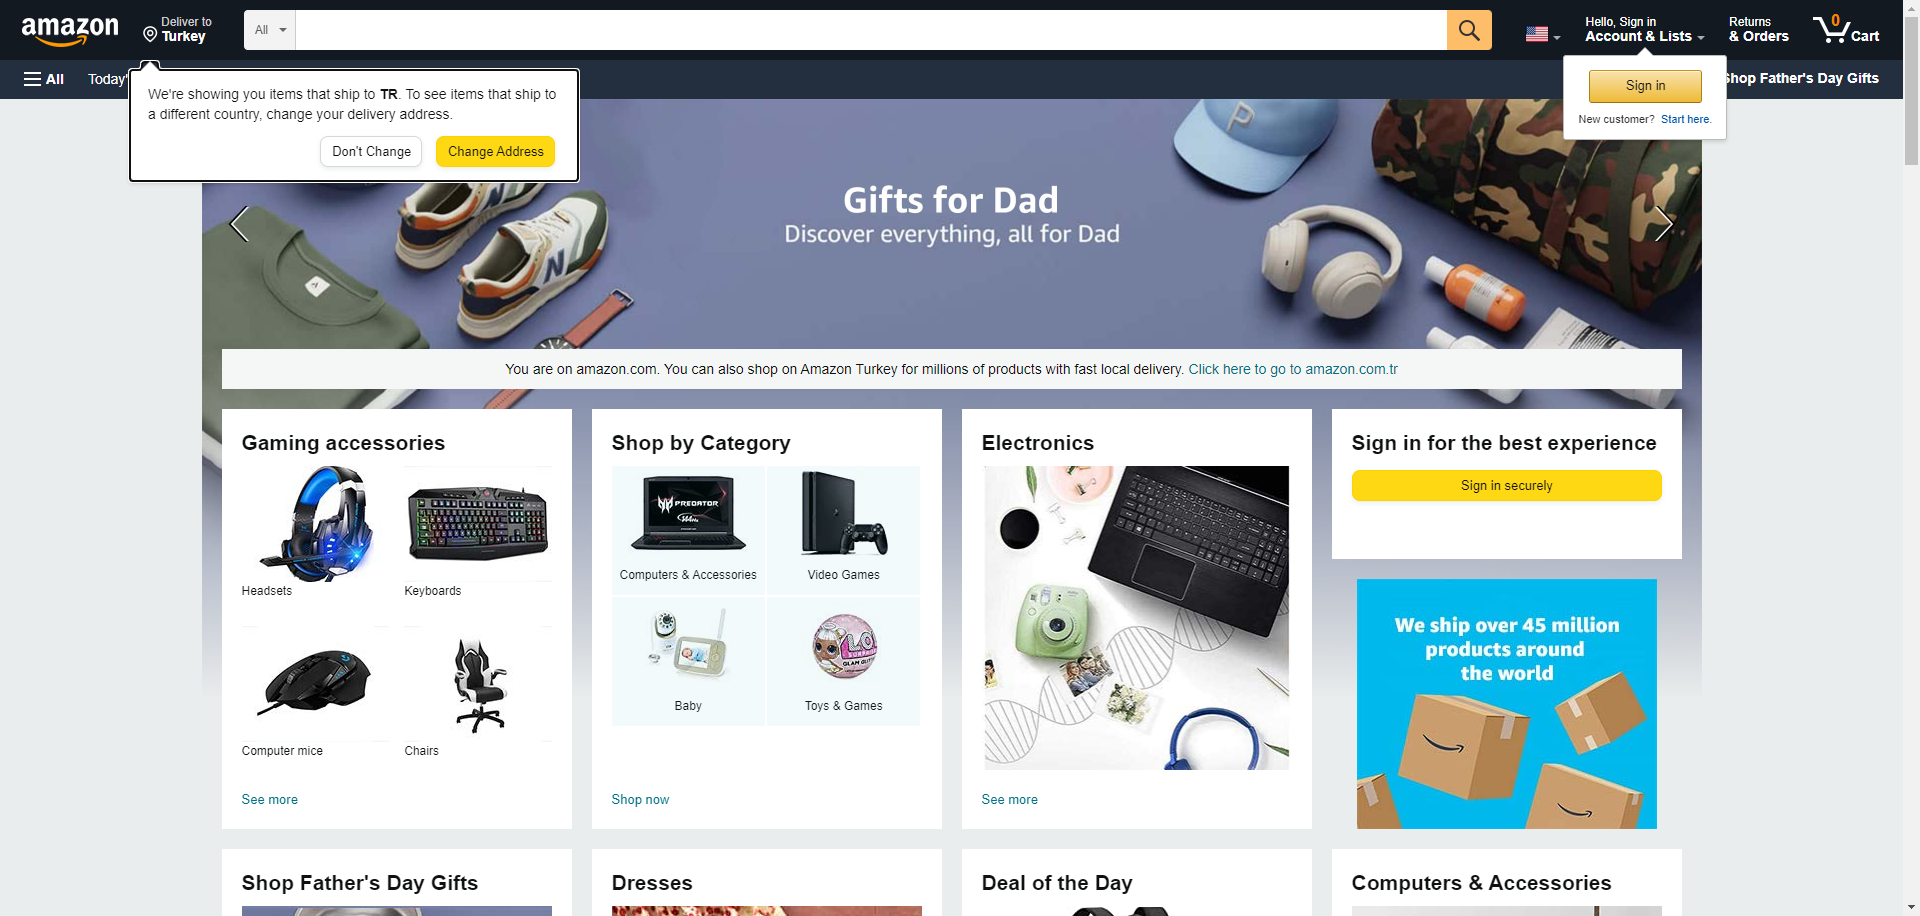 amazon
Deliver to
Turkey
All
Hello, Sign in
Account & Lists
Returns
& Orders
0
Cart
All
Today'
Shop Father's Day Gifts
We're showing you items that ship to TR. To see items that ship to
a different country, change your delivery address.
Don't Change
Change Address
Sign in
New customer? Start here.
Gifts for Dad
Discover everything, all for Dad
You are on amazon.com. You can also shop on Amazon Turkey for millions of products with fast local delivery. Click here to go to amazon.com.tr
Gaming accessories
Headsets
Keyboards
Computer mice
Chairs
See more
Shop by Category
PREDATOR
Computers & Accessories
Video Games
Baby
L.O.L
SURPRISE
GLAM GLITTER
Toys & Games
Shop now
Electronics
See more
Sign in for the best experience
Sign in securely
We ship over 45 million
products around
the world
Shop Father's Day Gifts
Dresses
Deal of the Day
Computers & Accessories